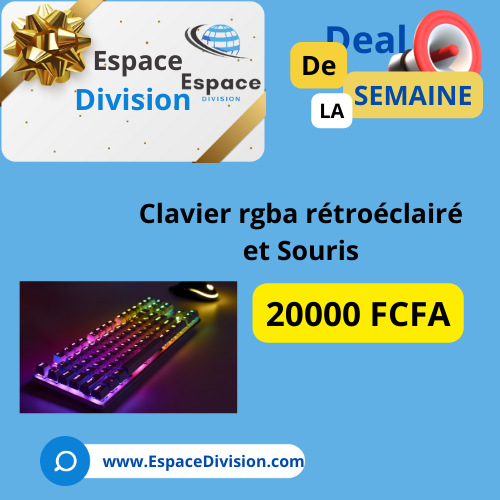 Espace
Division
Espace
DIVISION
Deal
De
LA
SEMAINE
Clavier rgba rétroéclairé
et Souris
20000 FCFA
www.EspaceDivision.com